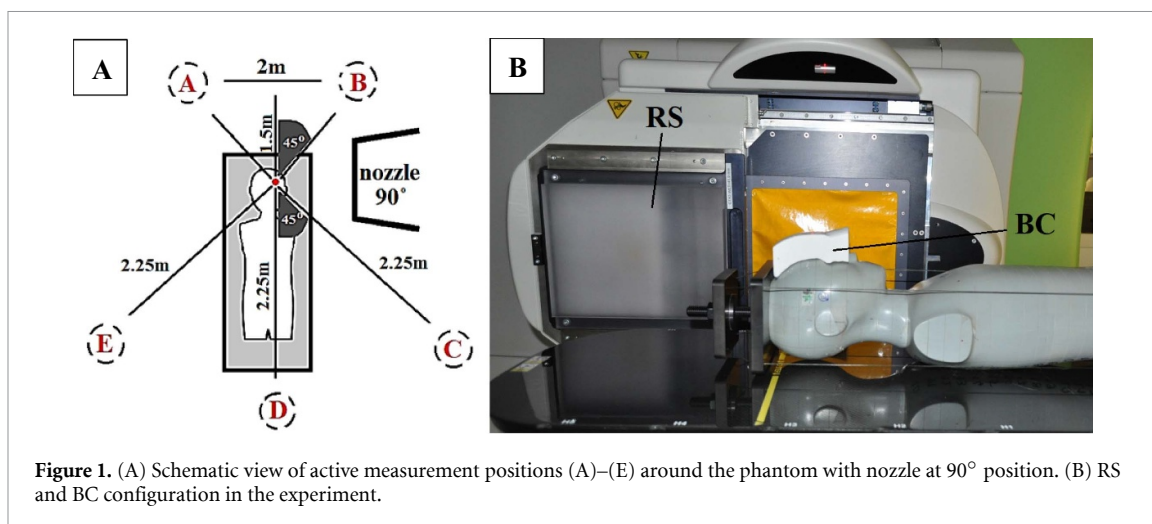 A
B
2m
A
B
1.5m
45°
nozzle
90°
45°
2.25m
2.25m
2.25m
E
C
D
RS
BC
Figure 1. (A) Schematic view of active measurement positions (A)–(E) around the phantom with nozzle at 90° position. (B) RS
and BC configuration in the experiment.